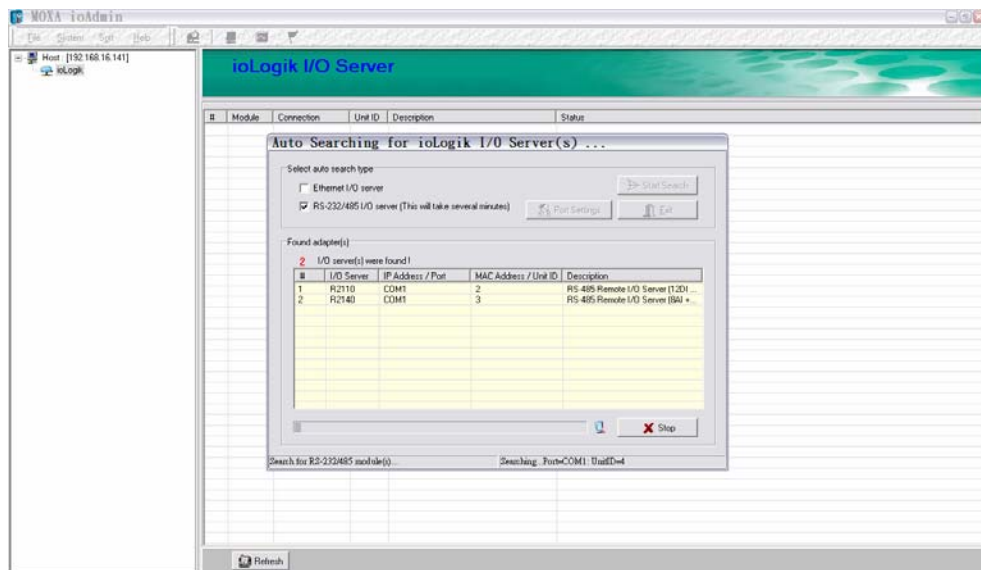 MOXA ioAdmin
File System Sort Help
Host : [192.168.16.141]
ioLogik
ioLogik I/O Server
# Module Connection Unit ID Description Status
Auto Searching for ioLogik I/O Server(s) ...
Select auto search type
Ethernet I/O server
Start Search
RS-232/485 I/O server (This will take several minutes)
Port Settings
Exit
Found adapter(s)
2 I/O server(s) were found !
# I/O Server IP Address / Port MAC Address / Unit ID Description
1 R2110 COM1 2 RS-485 Remote I/O Server (12DI ...
2 R2140 COM1 3 RS-485 Remote I/O Server (8AI + ...
Stop
Search for RS-232/485 module(s)... Searching...Port=COM1: UnitID=4
Refresh